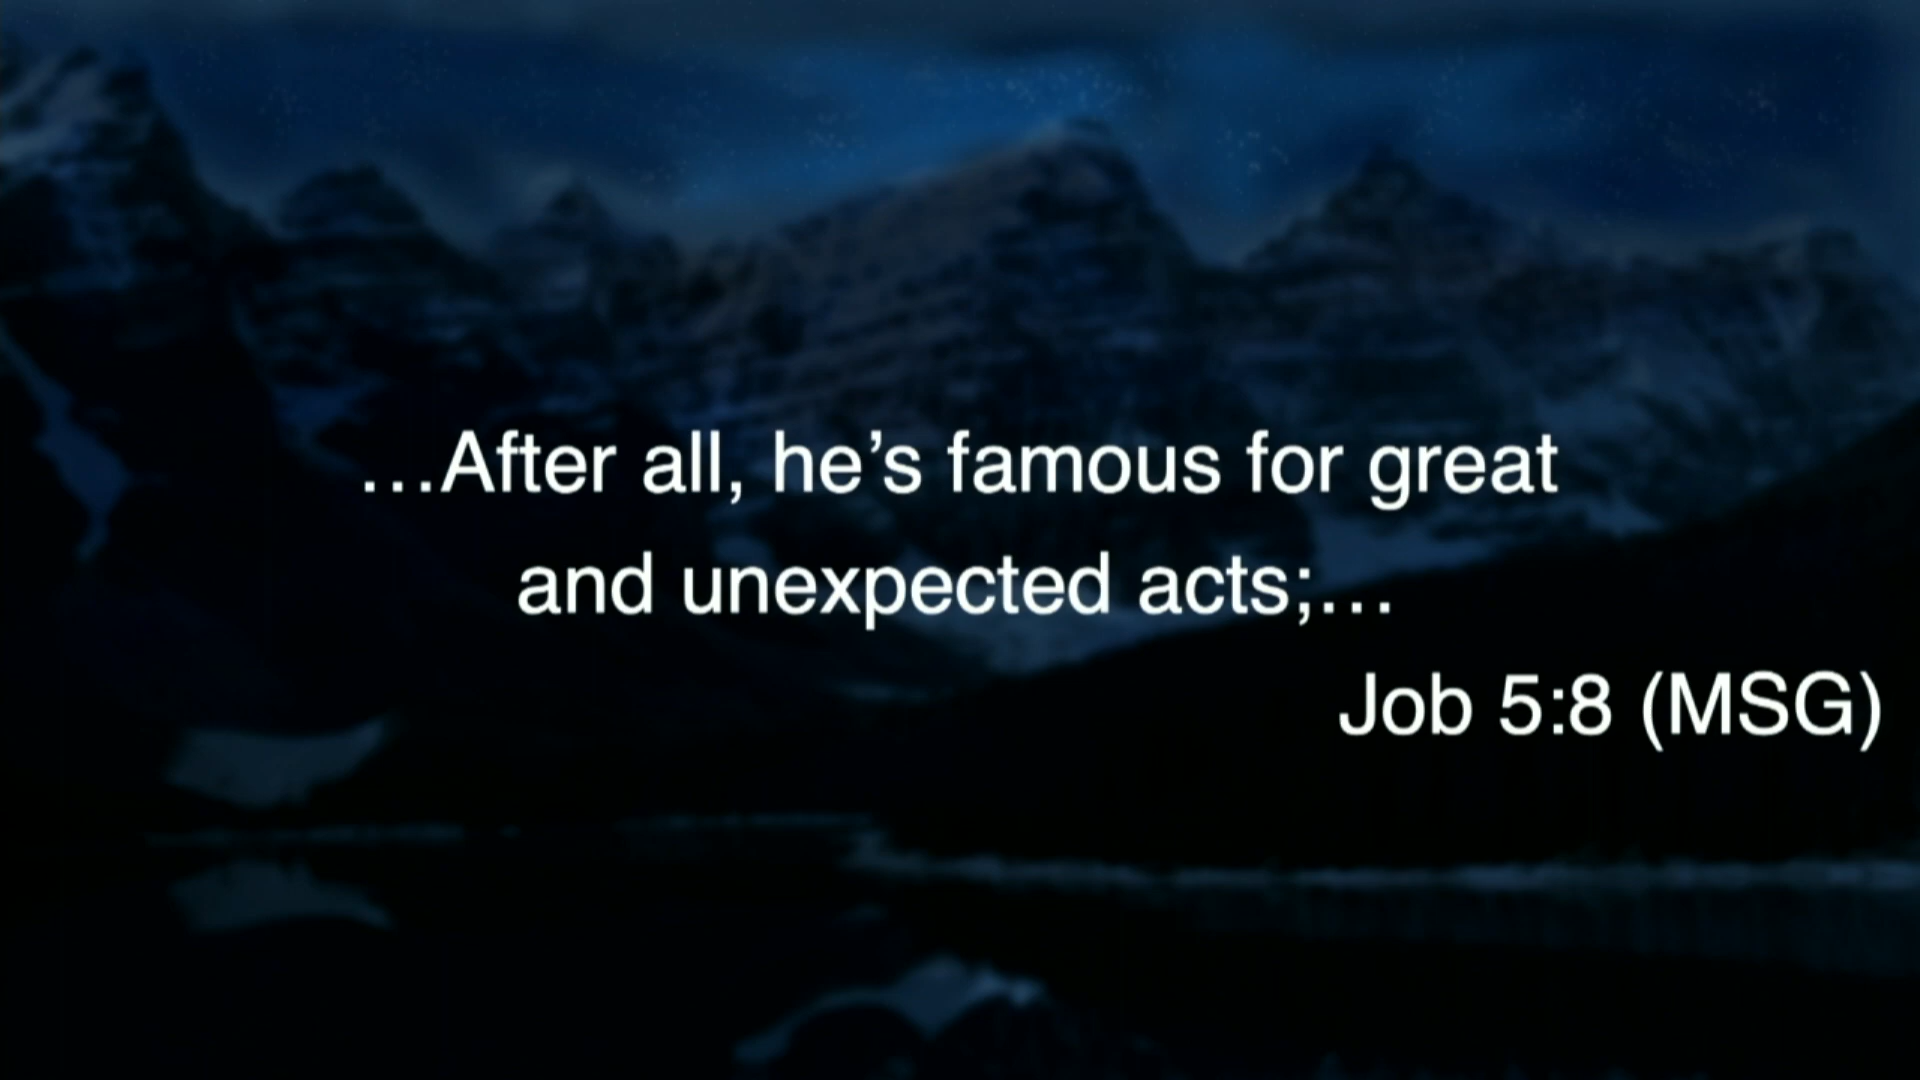 …After all, he’s famous for great
and unexpected acts;…
Job 5:8 (MSG)